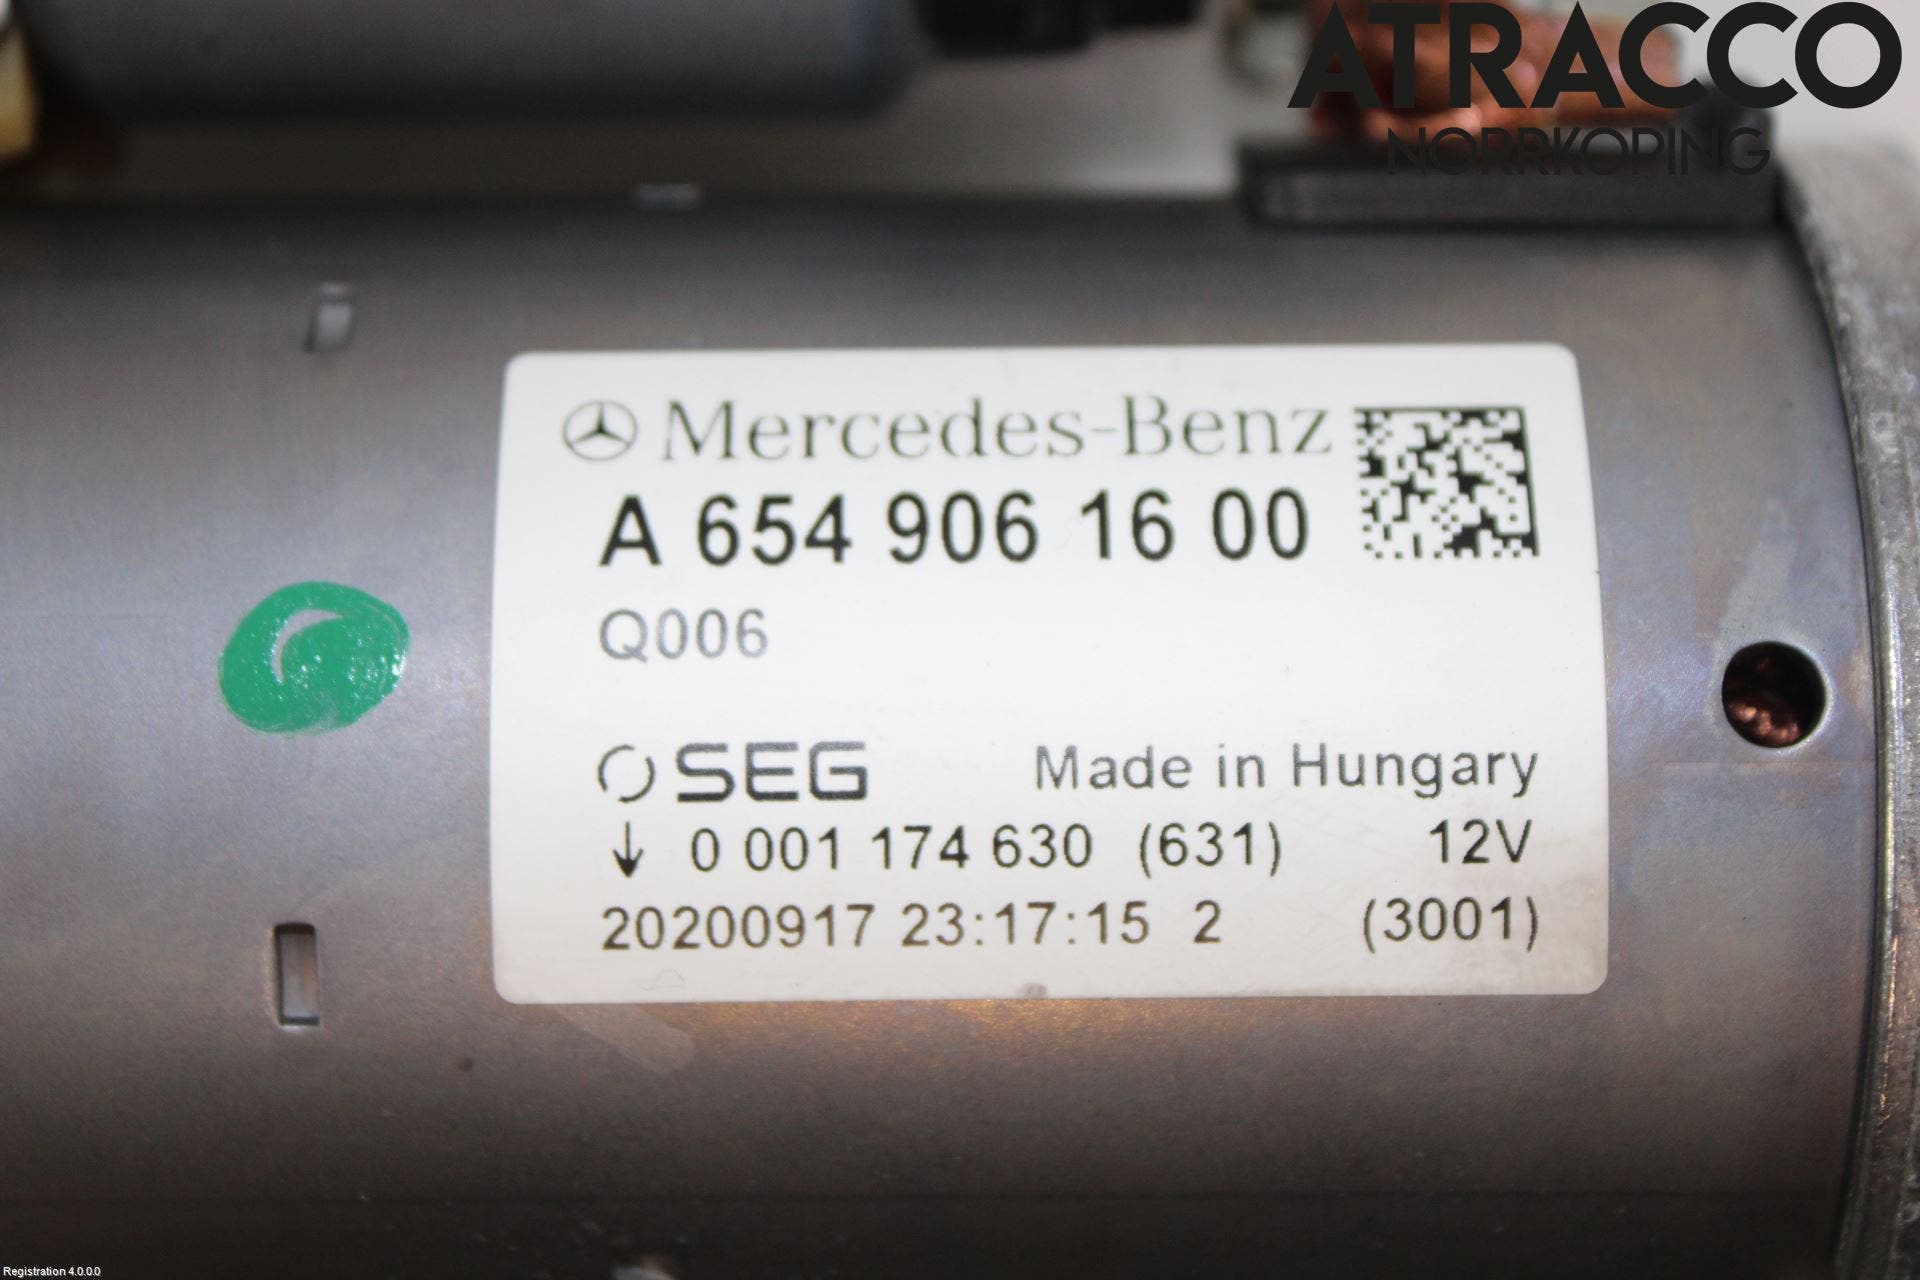 ATRACCO
NORRKOPING
Mercedes-Benz
A 654 906 16 00
Q006
SEG Made in Hungary
↓ 0 001 174 630 (631) 12V
20200917 23:17:15 2 (3001)
Registration 4.0.0.0